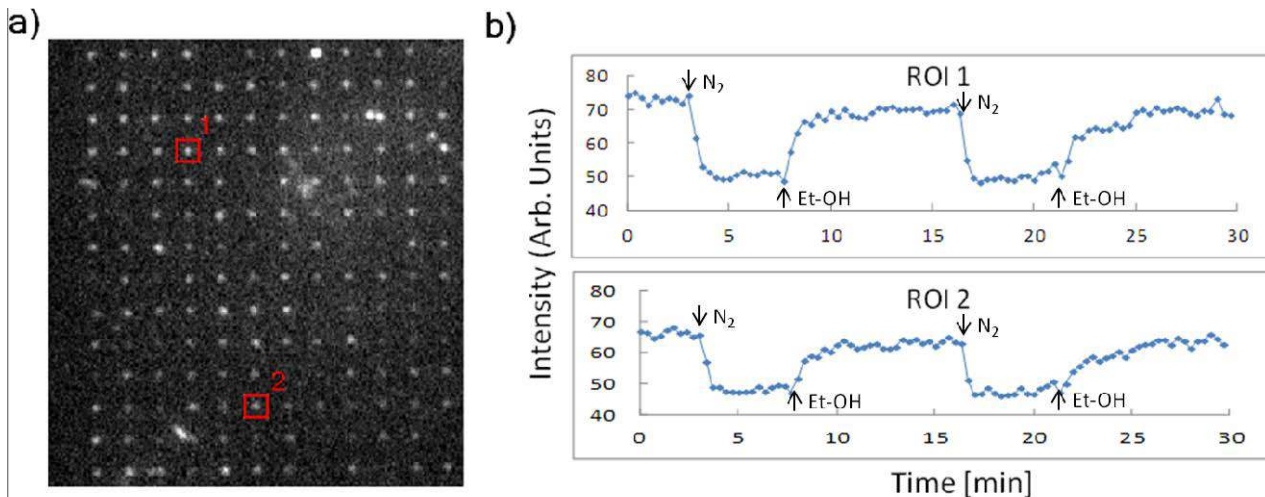 a)
1
2
b)
Intensity (Arb. Units)
ROI 1
80
70
60
50
40
N₂
Et-OH
N₂
Et-OH
0 5 10 15 20 25 30
ROI 2
80
70
60
50
40
N₂
Et-OH
N₂
Et-OH
0 5 10 15 20 25 30
Time [min]